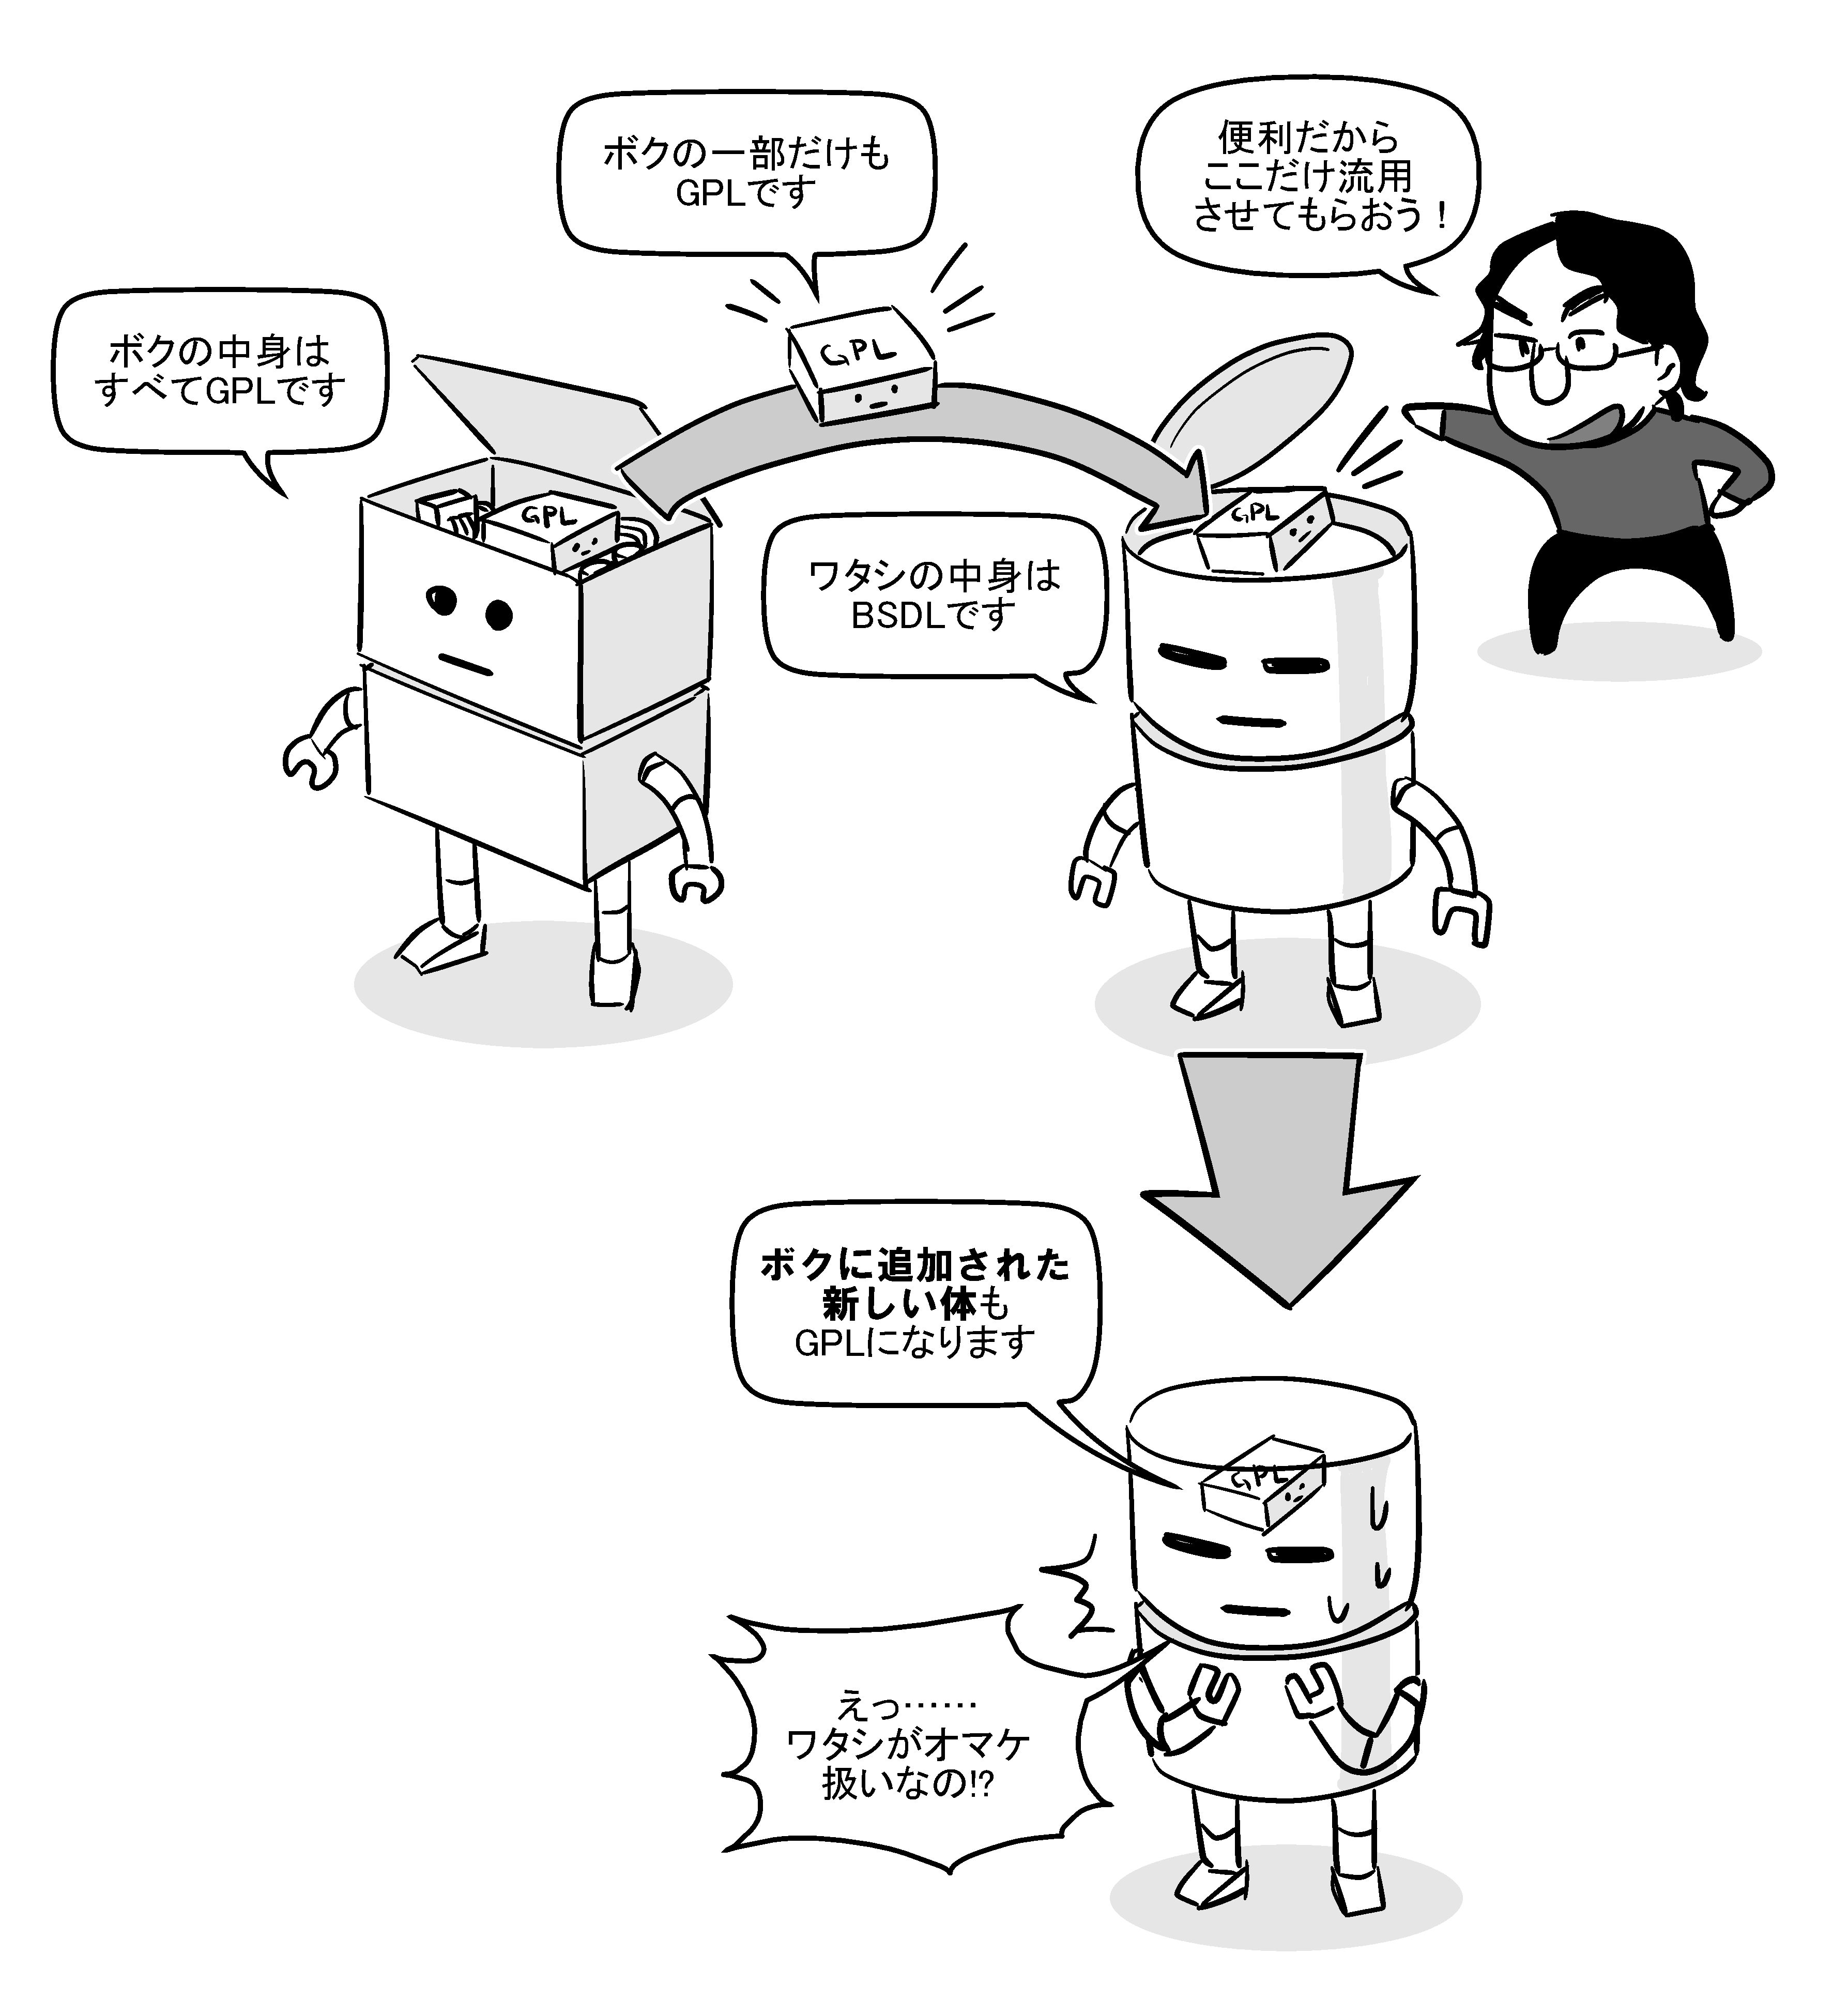 ボクの一部だけも
GPLです
便利だから
ここだけ流用
させてもらおう!
ボクの中身は
すべてGPLです
GPL
GPL
GPL
ワタシの中身は
BSDLです
ボクに追加された
新しい体も
GPLになります
GPL
えっ……
ワタシがオマケ
扱いなの!?